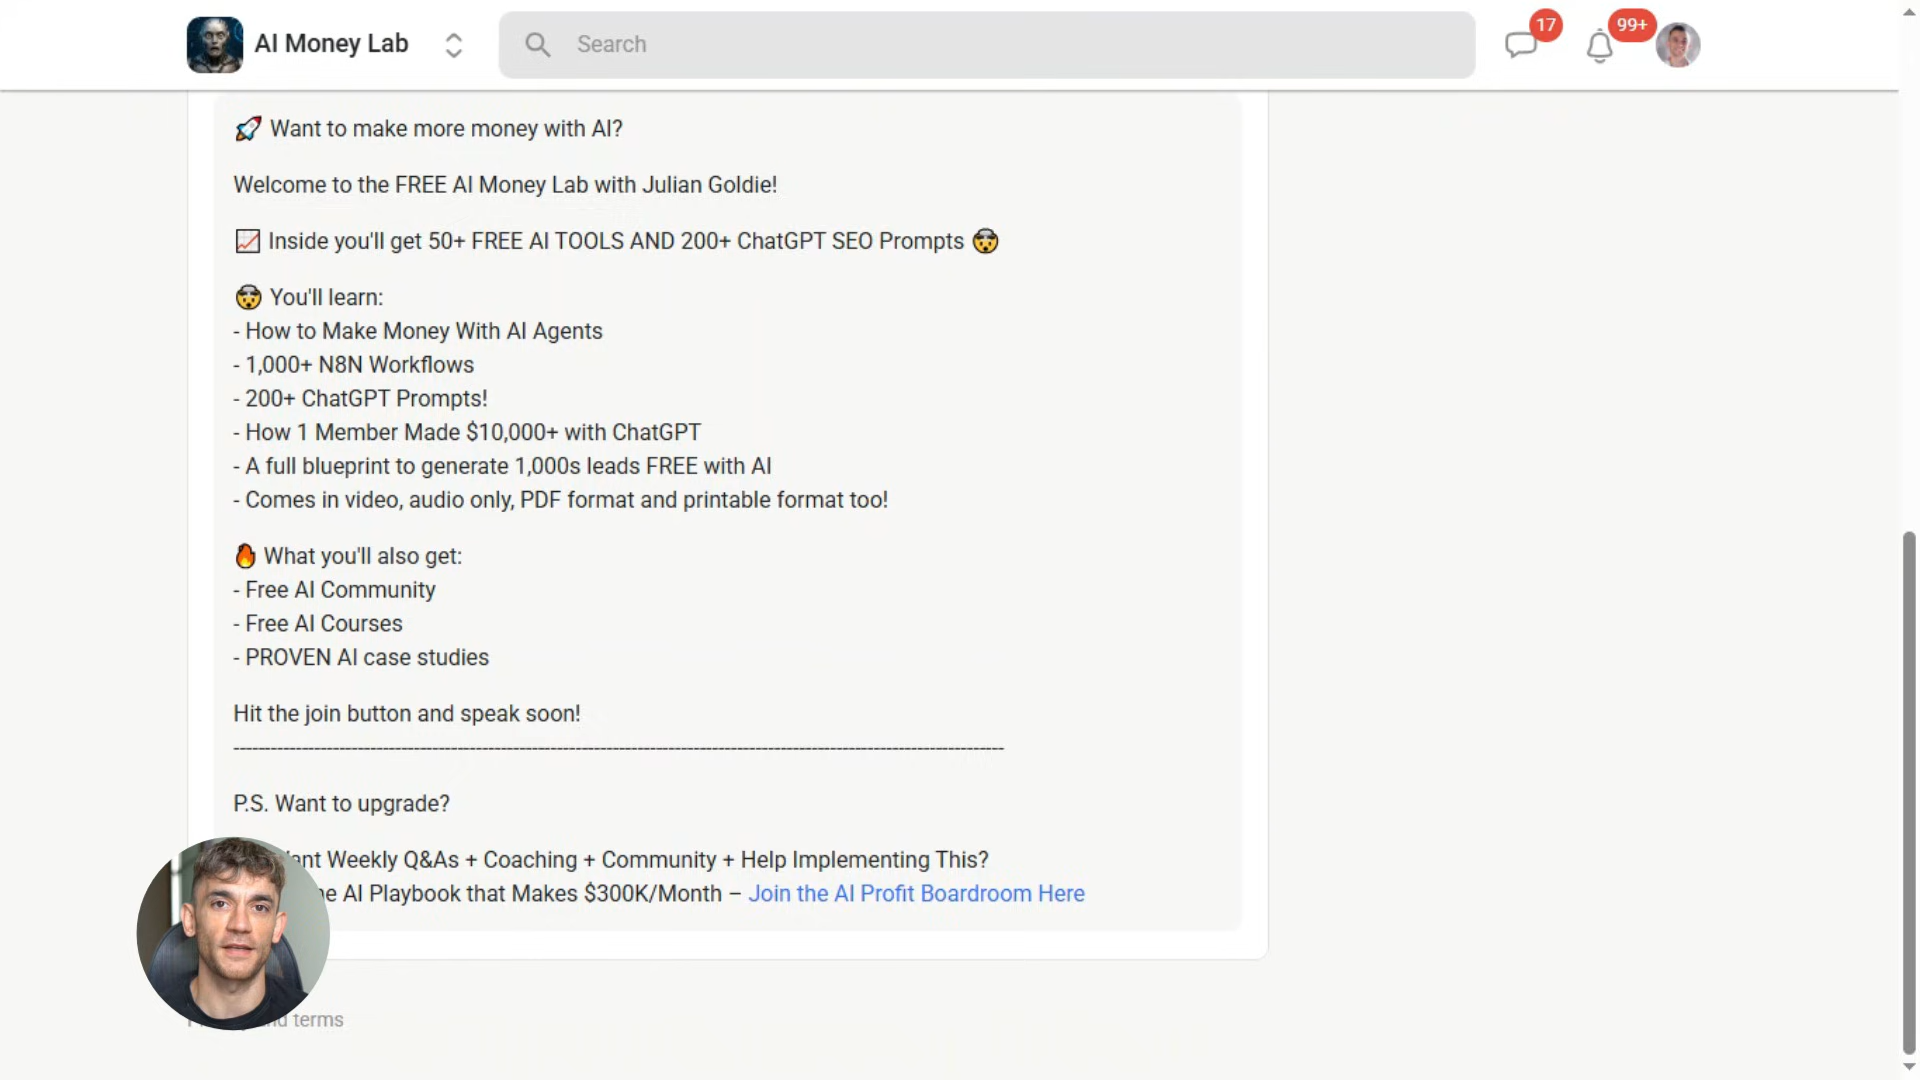 AI Money Lab
Search
17
99+
🚀 Want to make more money with AI?
Welcome to the FREE AI Money Lab with Julian Goldie!
📈 Inside you'll get 50+ FREE AI TOOLS AND 200+ ChatGPT SEO Prompts 🤯
🤯 You'll learn:
- How to Make Money With AI Agents
- 1,000+ N8N Workflows
- 200+ ChatGPT Prompts!
- How 1 Member Made $10,000+ with ChatGPT
- A full blueprint to generate 1,000s leads FREE with AI
- Comes in video, audio only, PDF format and printable format too!
🔥 What you'll also get:
- Free AI Community
- Free AI Courses
- PROVEN AI case studies
Hit the join button and speak soon!
P.S. Want to upgrade?
Weekly Q&As + Coaching + Community + Help Implementing This?
AI Playbook that Makes $300K/Month – Join the AI Profit Boardroom Here
terms